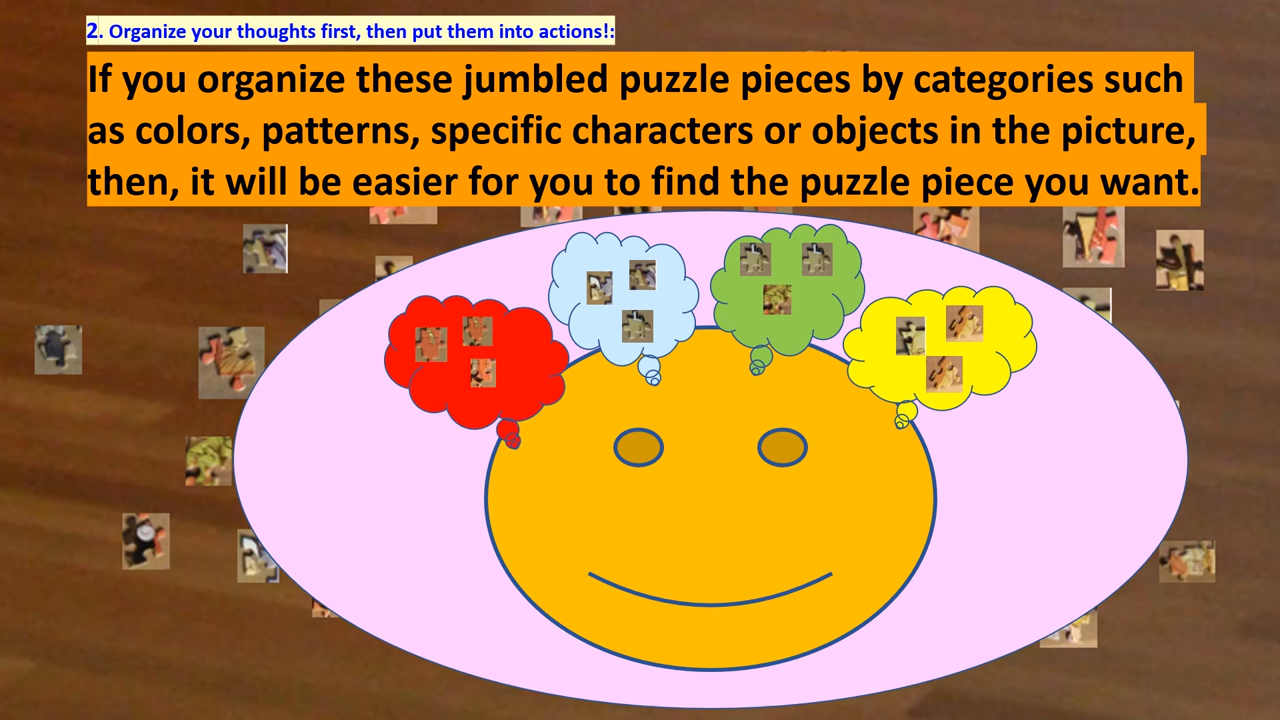 2. Organize your thoughts first, then put them into actions!:
If you organize these jumbled puzzle pieces by categories such
as colors, patterns, specific characters or objects in the picture,
then, it will be easier for you to find the puzzle piece you want.